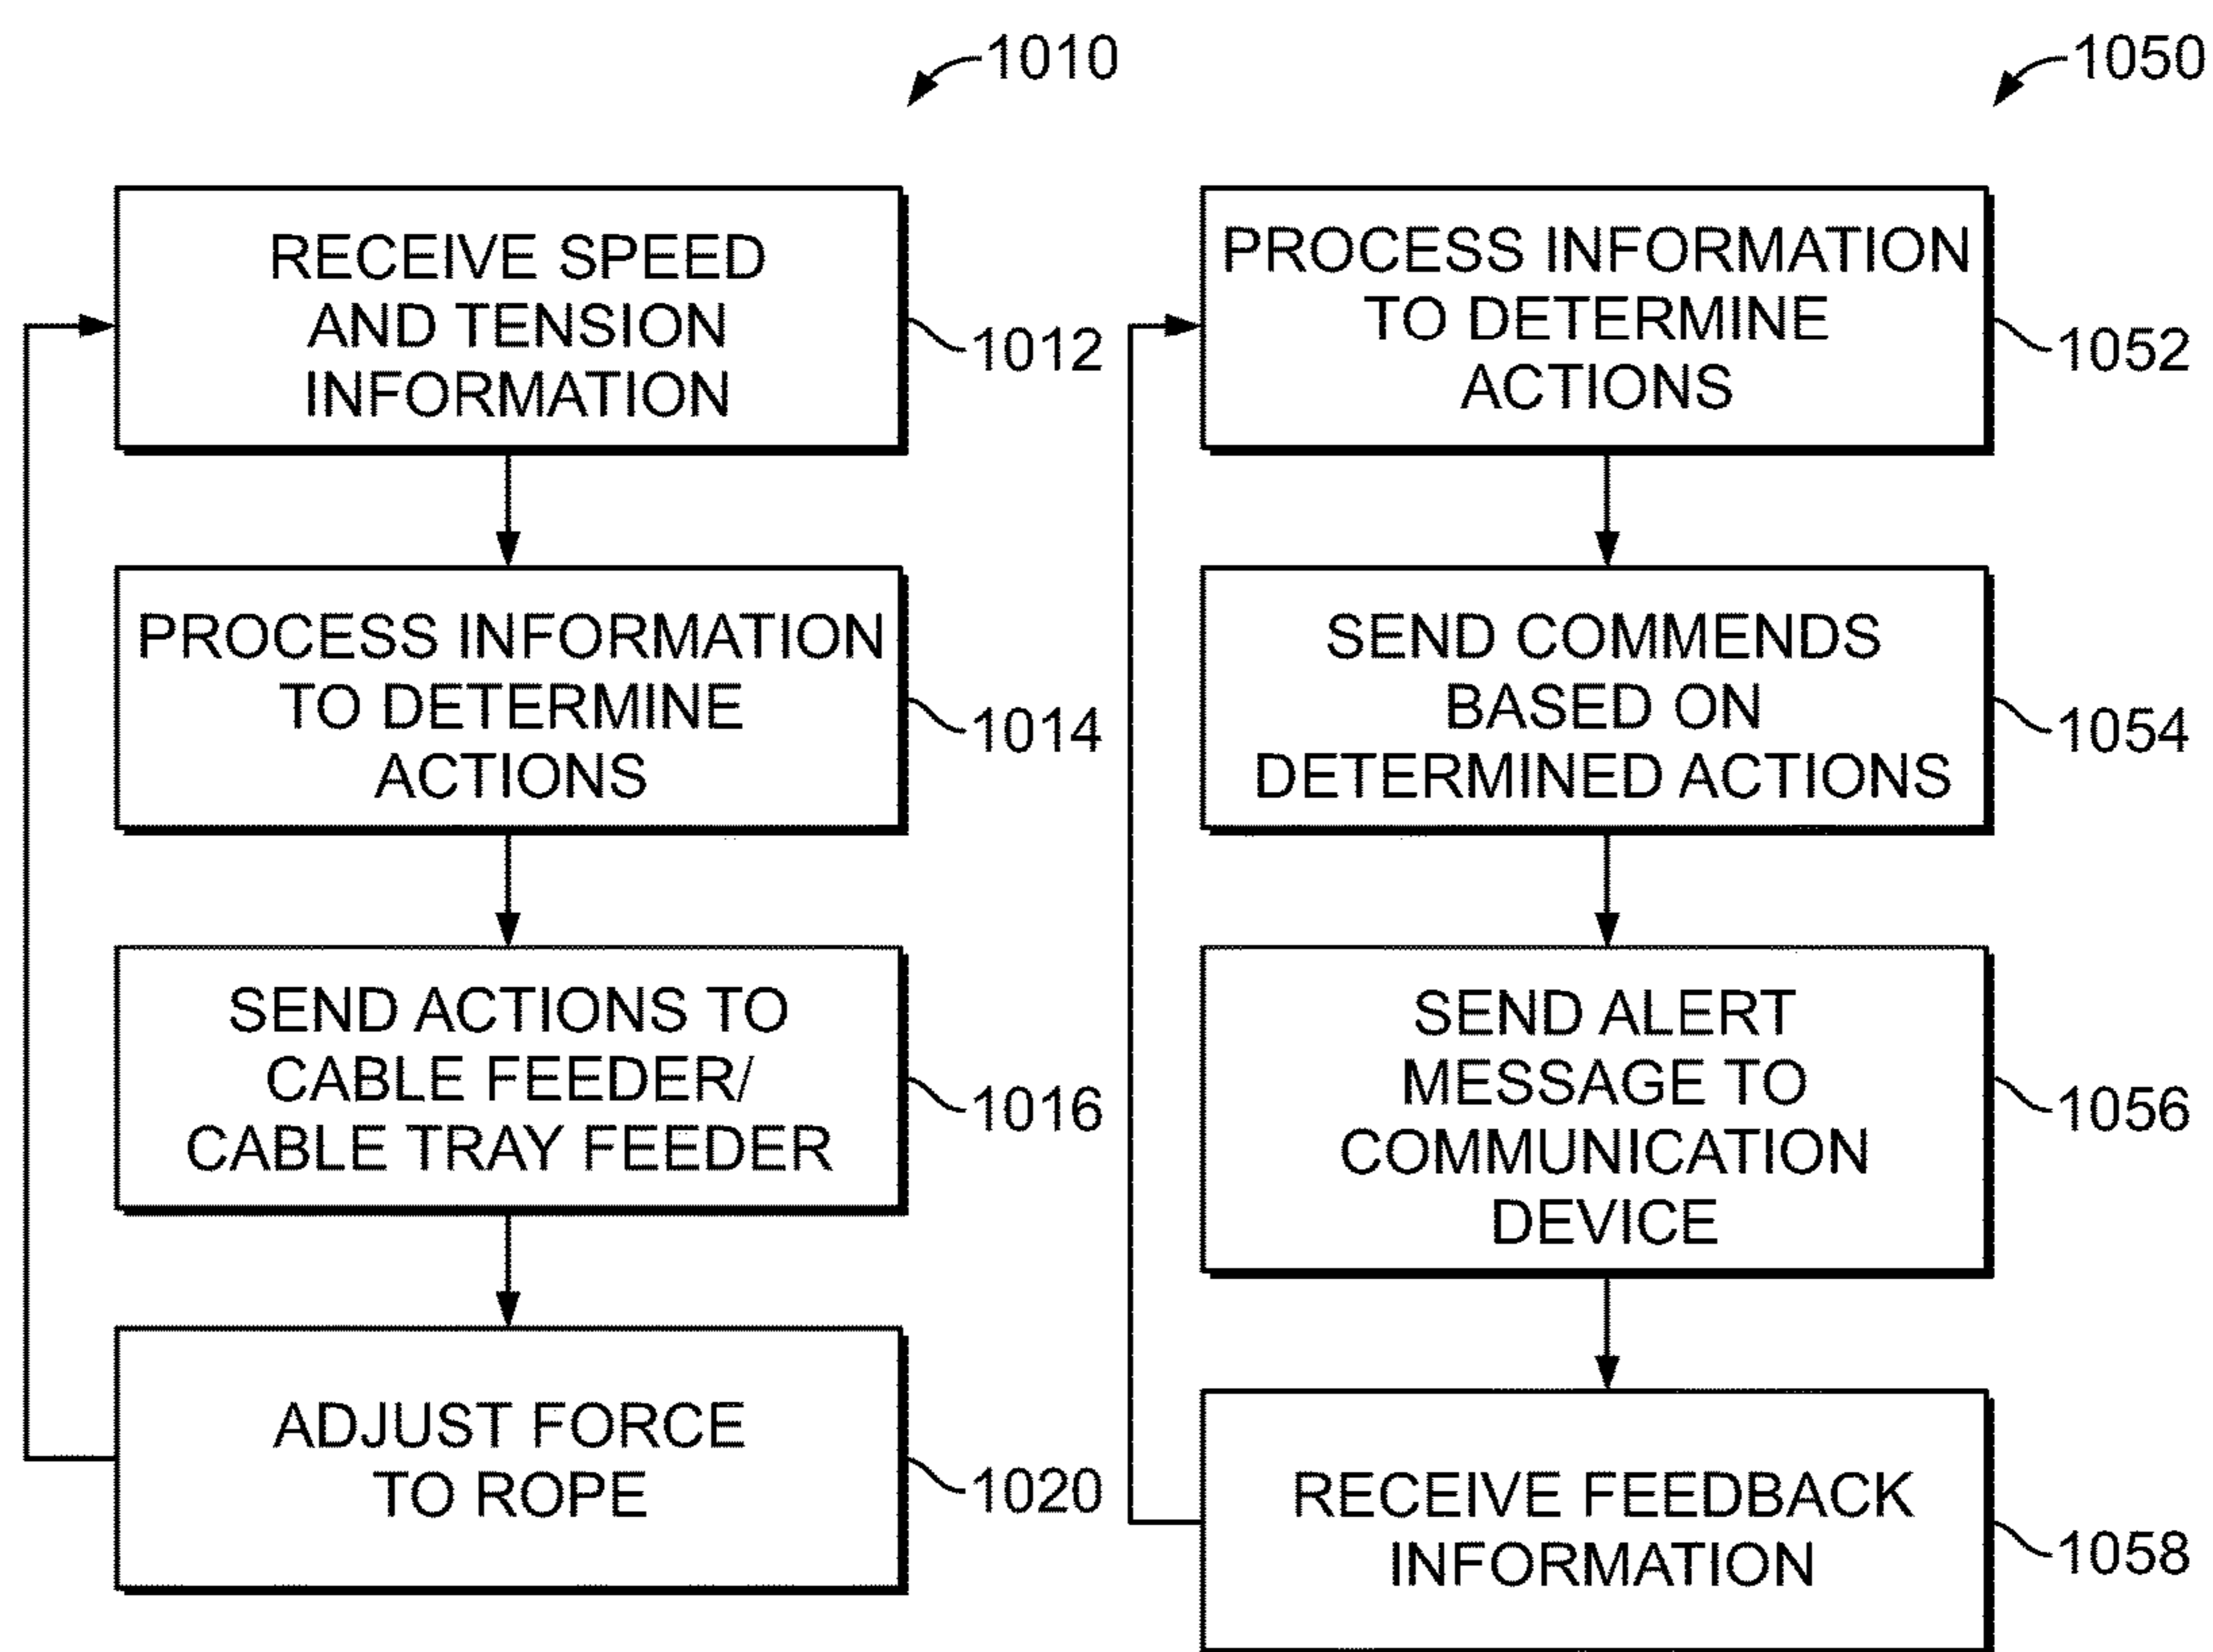 1010
RECEIVE SPEED
AND TENSION
INFORMATION
1012
PROCESS INFORMATION
TO DETERMINE
ACTIONS
1014
SEND ACTIONS TO
CABLE FEEDER/
CABLE TRAY FEEDER
1016
ADJUST FORCE
TO ROPE
1020
1050
PROCESS INFORMATION
TO DETERMINE
ACTIONS
1052
SEND COMMENDS
BASED ON
DETERMINED ACTIONS
1054
SEND ALERT
MESSAGE TO
COMMUNICATION
DEVICE
1056
RECEIVE FEEDBACK
INFORMATION
1058